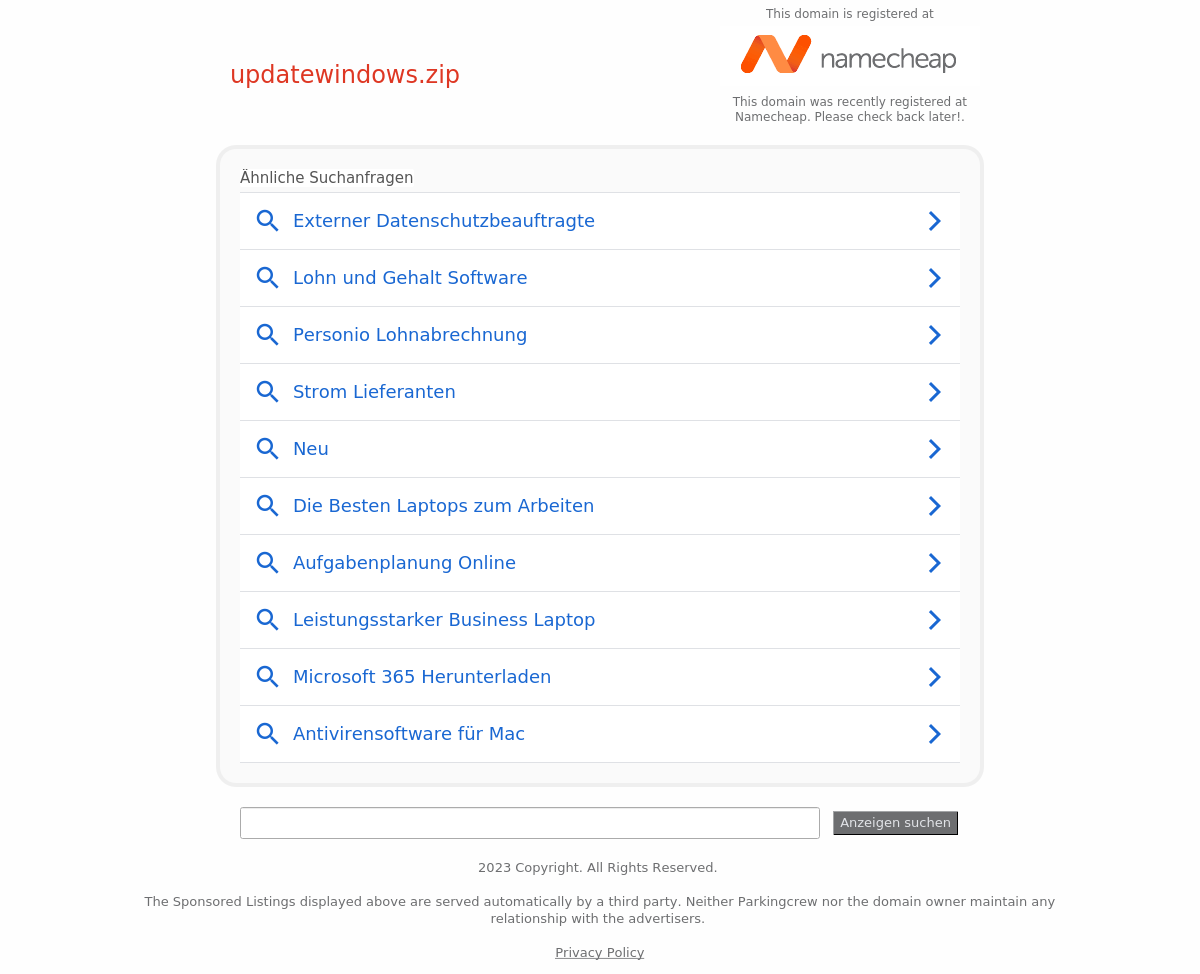 This domain is registered at
namecheap
updatewindows.zip
This domain was recently registered at
Namecheap. Please check back later!.
Ähnliche Suchanfragen
Externer Datenschutzbeauftragte
Lohn und Gehalt Software
Personio Lohnabrechnung
Strom Lieferanten
Neu
Die Besten Laptops zum Arbeiten
Aufgabenplanung Online
Leistungsstarker Business Laptop
Microsoft 365 Herunterladen
Antivirensoftware für Mac
Anzeigen suchen
2023 Copyright. All Rights Reserved.
The Sponsored Listings displayed above are served automatically by a third party. Neither Parkingcrew nor the domain owner maintain any
relationship with the advertisers.
Privacy Policy